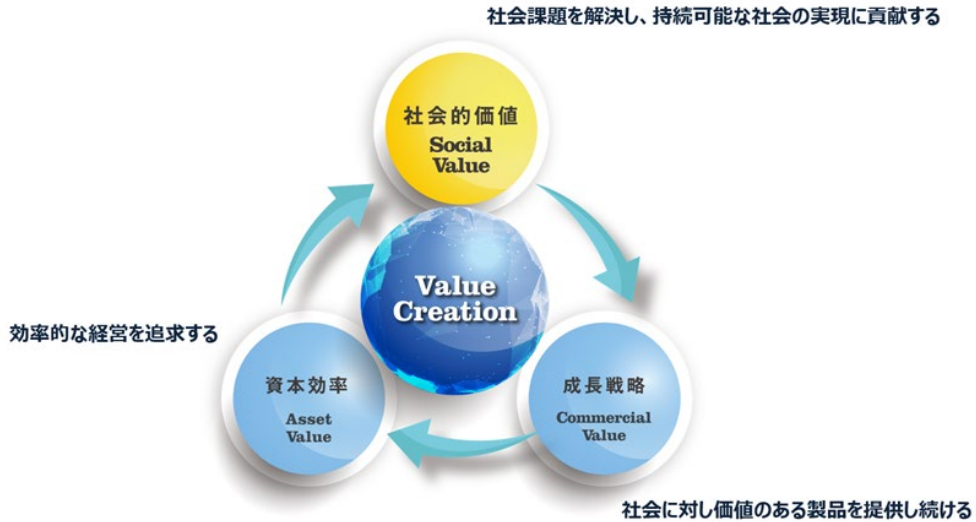 社会課題を解決し、持続可能な社会の実現に貢献する
社会的価値
Social
Value
Value
Creation
効率的な経営を追求する
資本効率
Asset
Value
成長戦略
Commercial
Value
社会に対し価値のある製品を提供し続ける